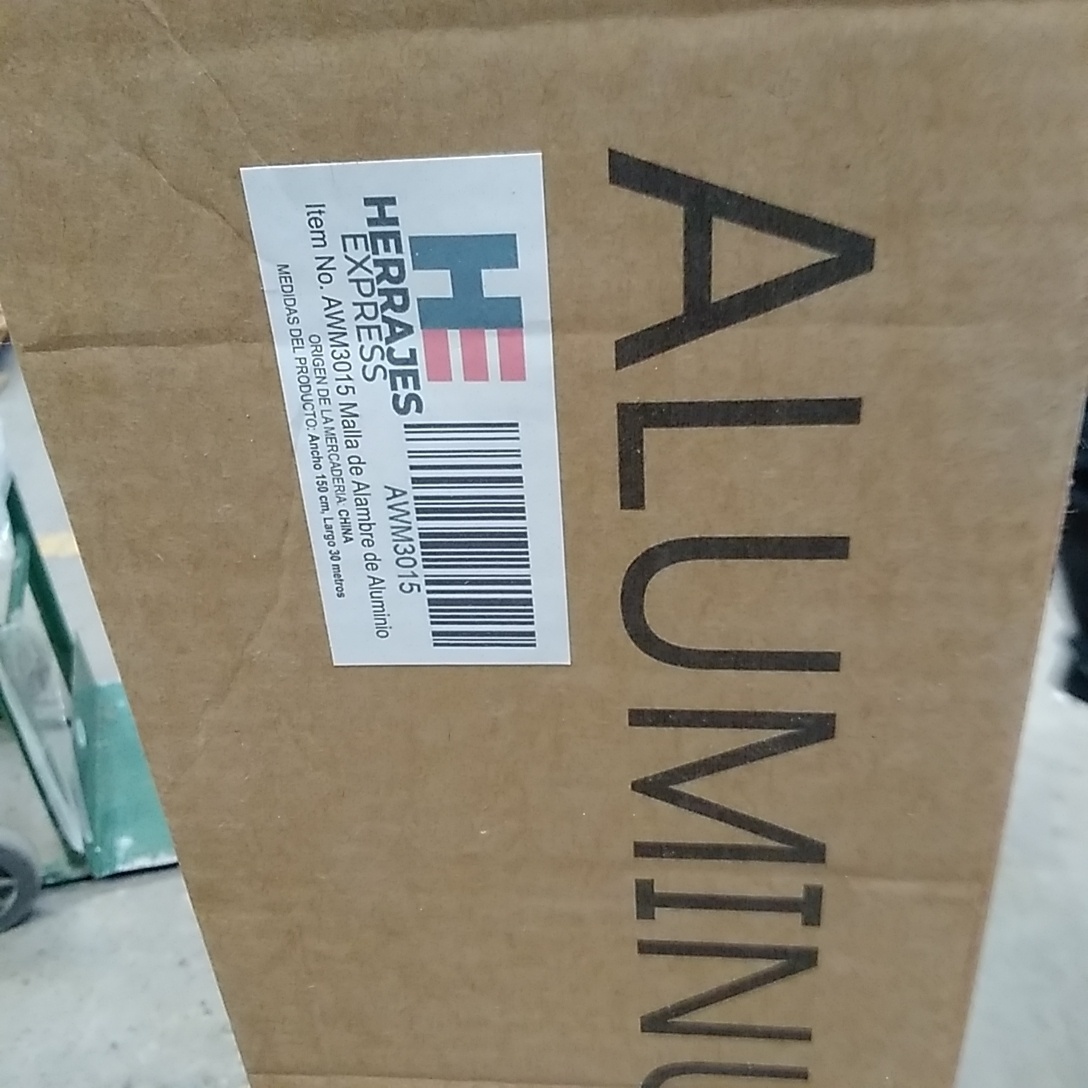 ALUMINU
HE
HERRAJES
EXPRESS
AWM3015
Item No. AWM3015 Malla de Alambre de Aluminio
ORIGEN DE LA MERCADERIA: CHINA
MEDIDAS DEL PRODUCTO: Ancho 150 cm, Largo 30 metros